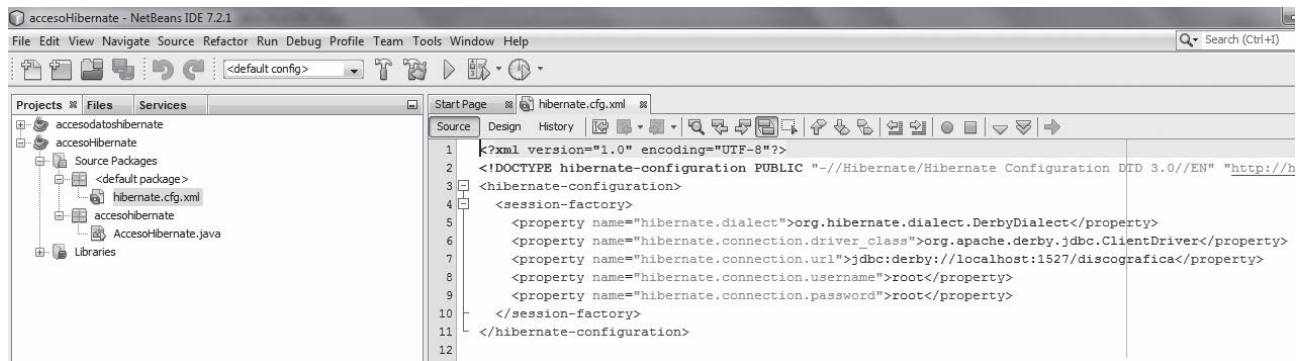 accesoHibernate - NetBeans IDE 7.2.1
File Edit View Navigate Source Refactor Run Debug Profile Team Tools Window Help
Search (Ctrl+I)
<default config>
Projects Files Services
Start Page hibernate.cfg.xml
accesodatoshibernate
accesoHibernate
Source Packages
<default package>
hibernate.cfg.xml
accesohibernate
AccesoHibernate.java
Libraries
Source Design History
1 <?xml version="1.0" encoding="UTF-8"?>
2 <!DOCTYPE hibernate-configuration PUBLIC "-//Hibernate/Hibernate Configuration DTD 3.0//EN" "http://h
3 <hibernate-configuration>
4 <session-factory>
5 <property name="hibernate.dialect">org.hibernate.dialect.DerbyDialect</property>
6 <property name="hibernate.connection.driver_class">org.apache.derby.jdbc.ClientDriver</property>
7 <property name="hibernate.connection.url">jdbc:derby://localhost:1527/discografica</property>
8 <property name="hibernate.connection.username">root</property>
9 <property name="hibernate.connection.password">root</property>
10 </session-factory>
11 </hibernate-configuration>
12